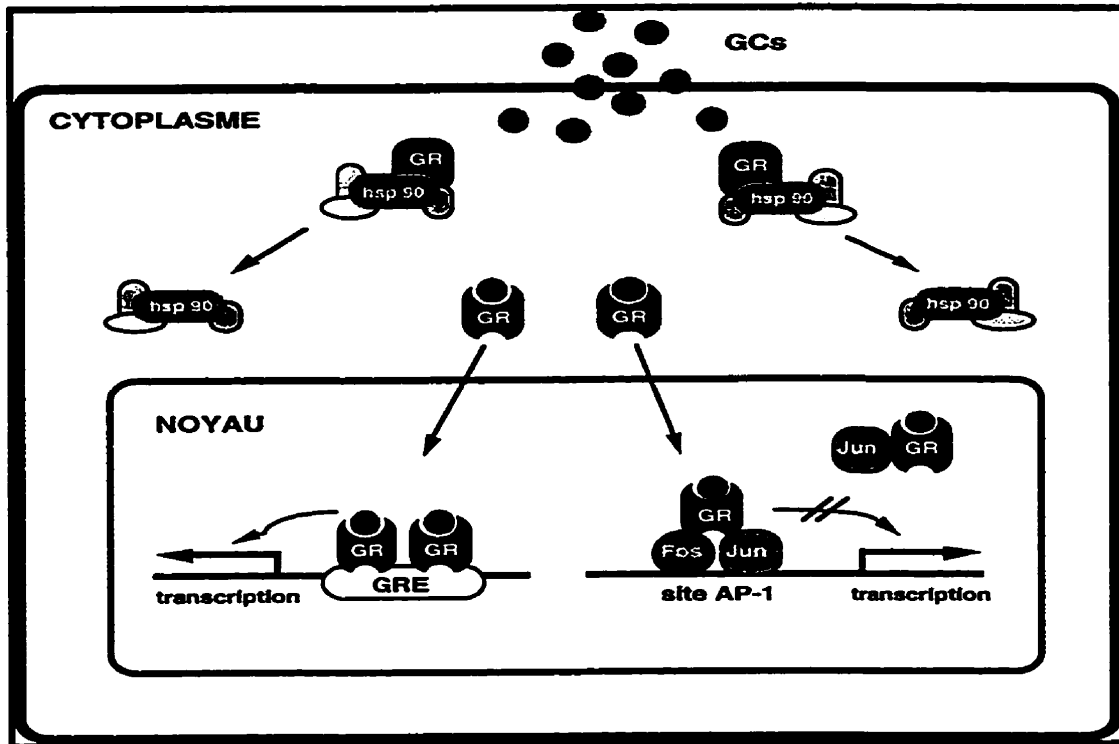 GCs
CYTOPLASME
GR
hsp 90
GR
hsp 90
hsp 90
GR
GR
hsp 90
NOYAU
Jun
GR
GR
GR
GRE
transcription
GR
Fos
Jun
site AP-1
transcription